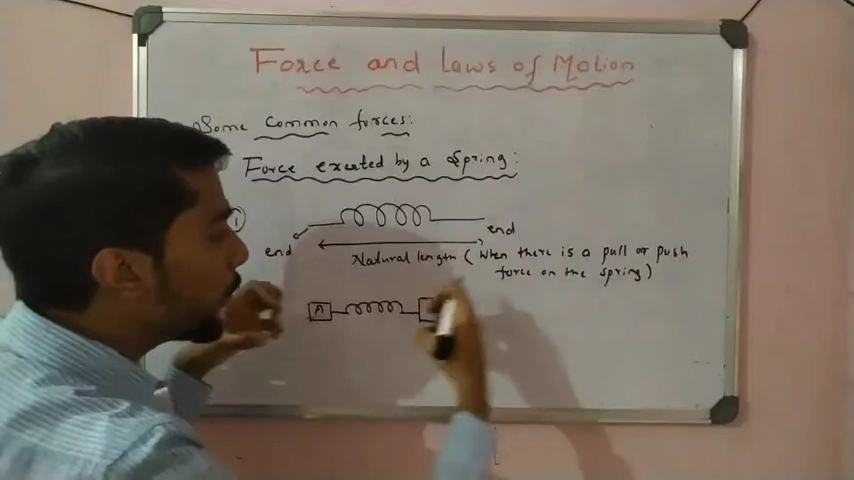 Force and Laws of Motion
Some common forces:
Force exerted by a Spring:
1
end
end
Natural length (When there is a pull or push
force on the spring)
A